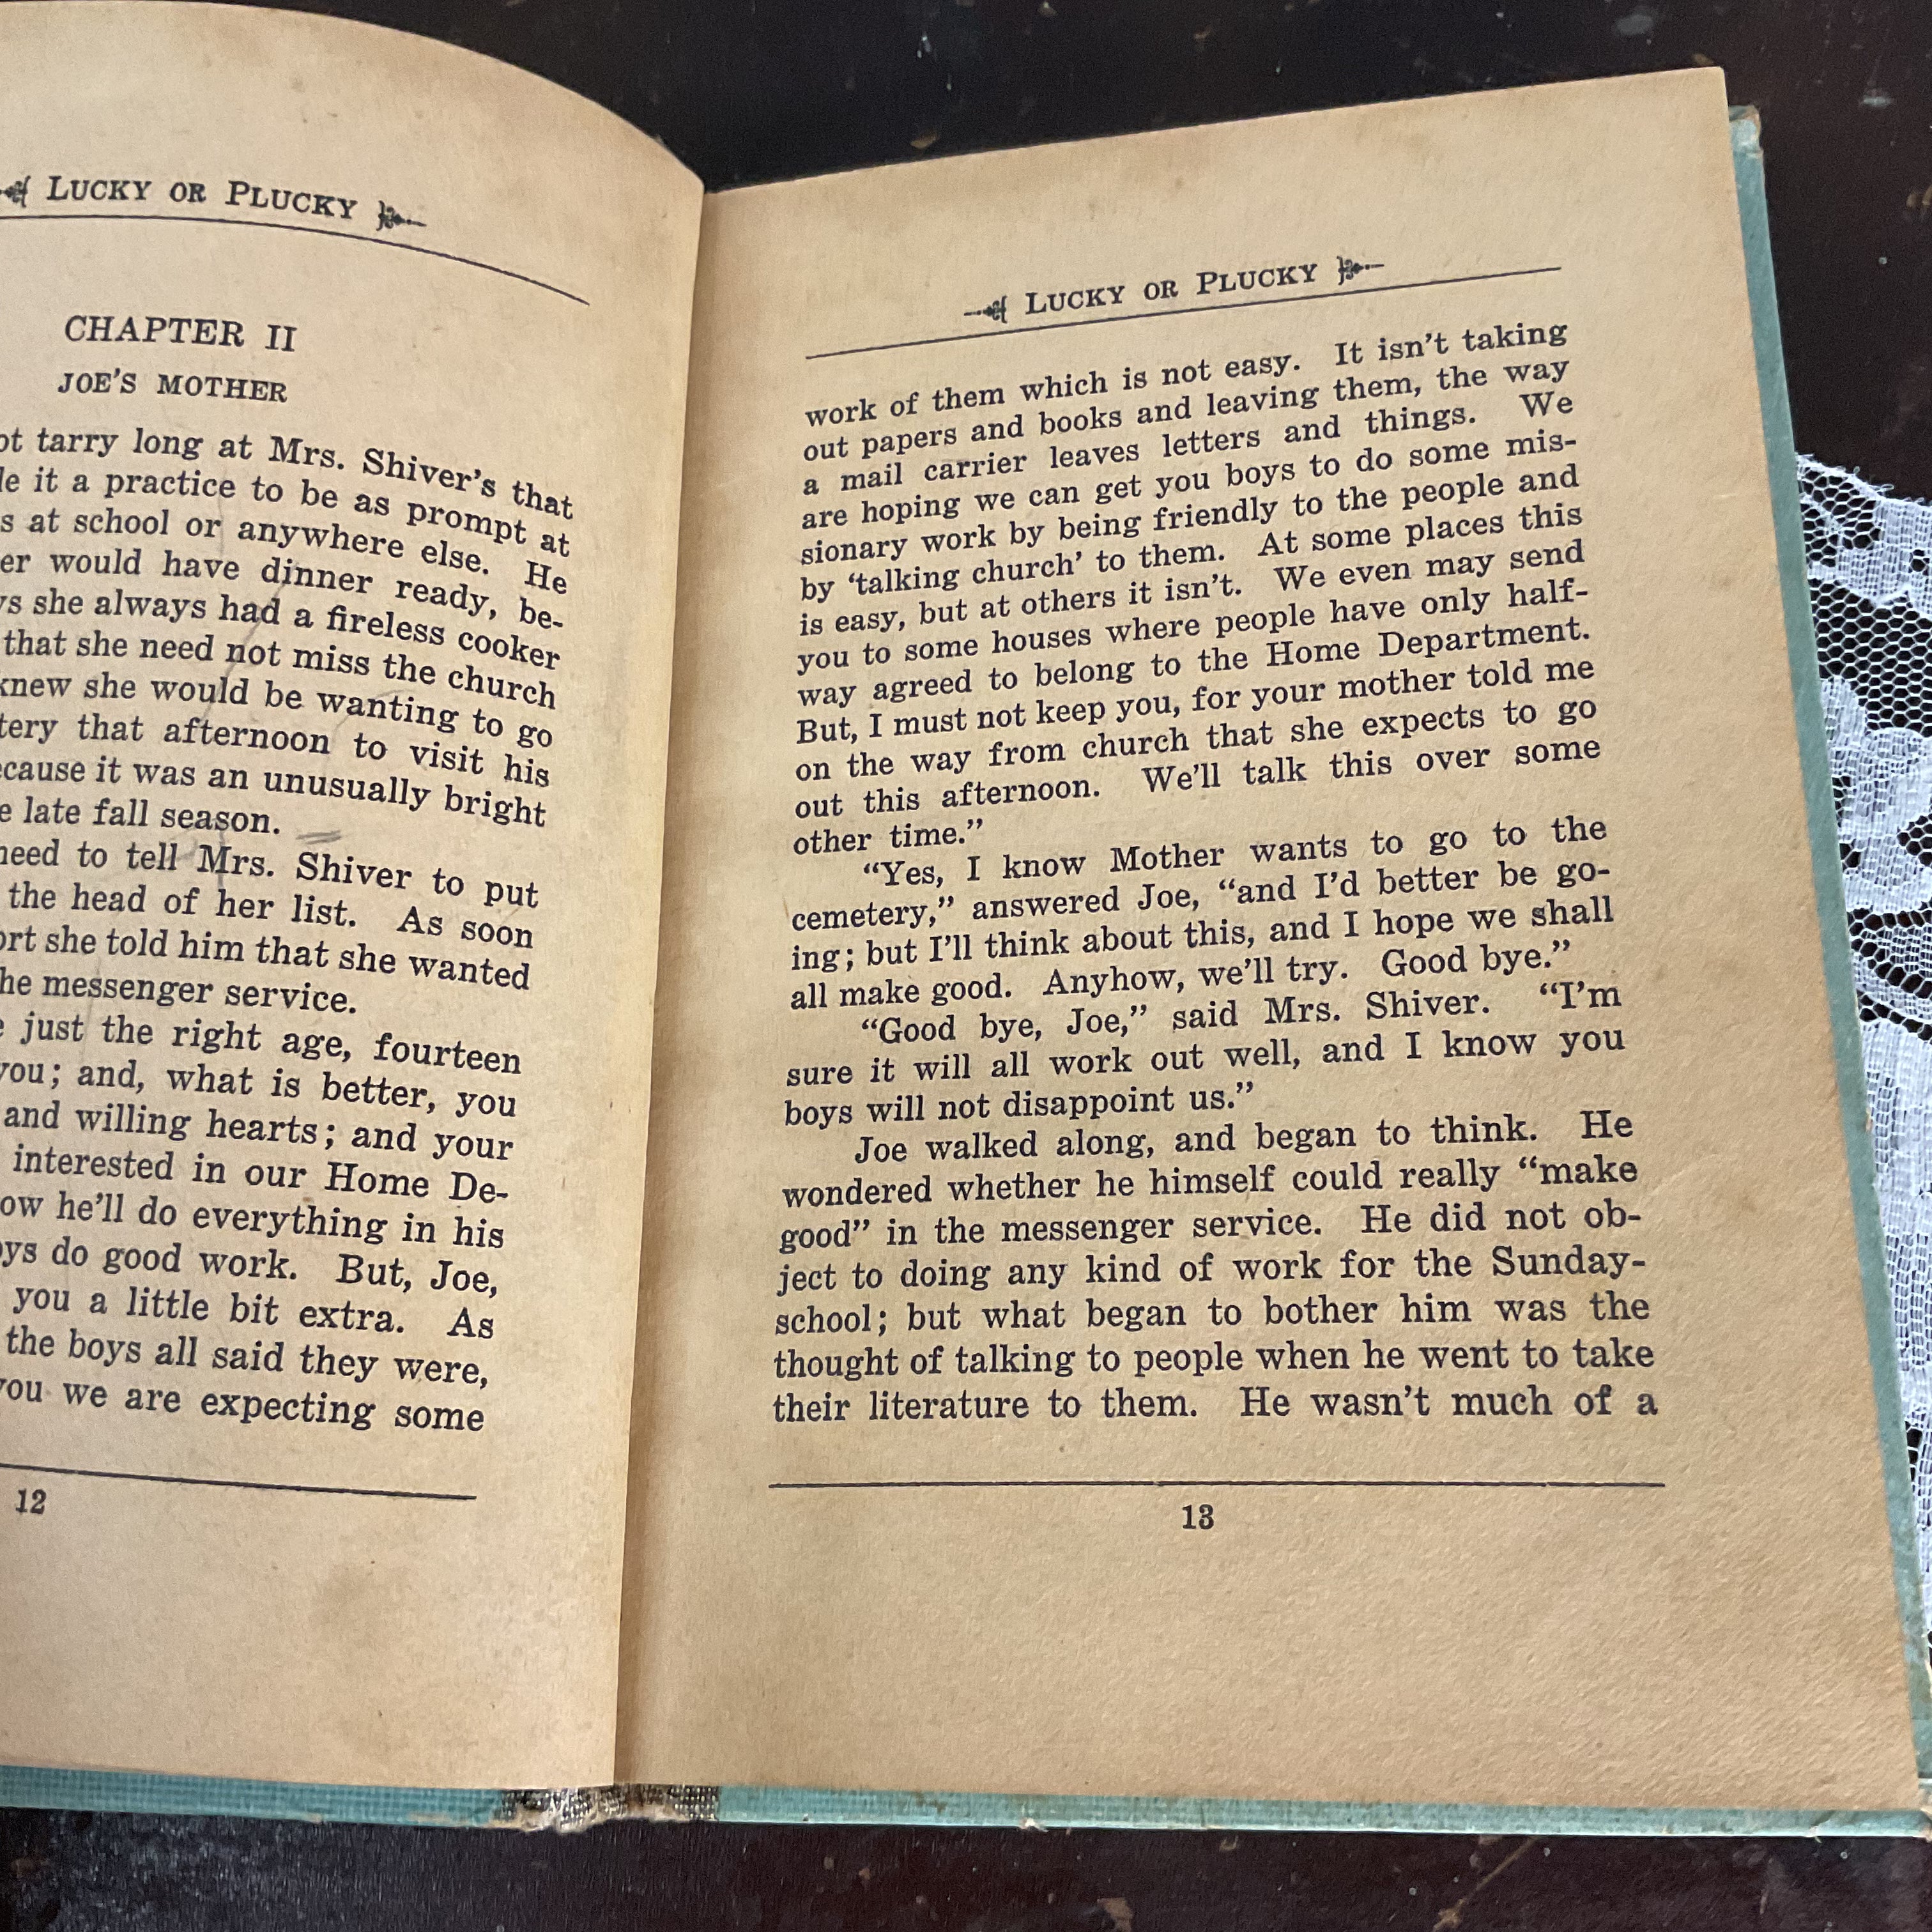 LUCKY OR PLUCKY
CHAPTER II
JOE'S MOTHER
tarry long at Mrs. Shiver's that
it a practice to be as prompt at
at school or anywhere else. He
would have dinner ready, be-
she always had a fireless cooker
that she need not miss the church
knew she would be wanting to go
that afternoon to visit his
it was an unusually bright
late fall season.
need to tell Mrs. Shiver to put
the head of her list. As soon
she told him that she wanted
messenger service.
just the right age, fourteen
you; and, what is better, you
and willing hearts; and your
interested in our Home De-
he'll do everything in his
do good work. But, Joe,
you a little bit extra. As
the boys all said they were,
you we are expecting some
12
LUCKY OR PLUCKY
work of them which is not easy. It isn't taking
out papers and books and leaving them, the way
a mail carrier leaves letters and things. We
are hoping we can get you boys to do some mis-
sionary work by being friendly to the people and
by 'talking church' to them. At some places this
is easy, but at others it isn't. We even may send
you to some houses where people have only half-
way agreed to belong to the Home Department.
But, I must not keep you, for your mother told me
on the way from church that she expects to go
out this afternoon. We'll talk this over some
other time."
"Yes, I know Mother wants to go to the
cemetery," answered Joe, "and I'd better be go-
ing; but I'll think about this, and I hope we shall
all make good. Anyhow, we'll try. Good bye."
"Good bye, Joe," said Mrs. Shiver. "I'm
sure it will all work out well, and I know you
boys will not disappoint us."
Joe walked along, and began to think. He
wondered whether he himself could really "make
good" in the messenger service. He did not ob-
ject to doing any kind of work for the Sunday-
school; but what began to bother him was the
thought of talking to people when he went to take
their literature to them. He wasn't much of a
13